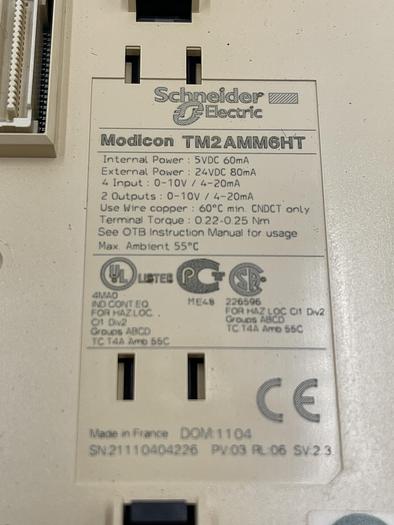 Schneider
Electric
Modicon TM2AMM6HT
Internal Power : 5VDC 60mA
External Power : 24VDC 80mA
4 Input : 0-10V / 4-20mA
2 Outputs : 0-10V / 4-20mA
Use Wire copper : 60°C min. CNDCT only
Terminal Torque : 0.22-0.25 Nm
See OTB Instruction Manual for usage
Max. Ambient 55°C
UL LISTED
4MA0
IND.CONT.EQ.
FOR HAZ.LOC.
Cl1 Div2
Groups ABCD
TC T4A Amb 55C
ME48
226596
FOR HAZ LOC Cl1 Div2
Groups ABCD
TC T4A Amb 55C
CE
Made in France DOM:1104
SN:21110404226 PV:03 RL:06 SV:2.3